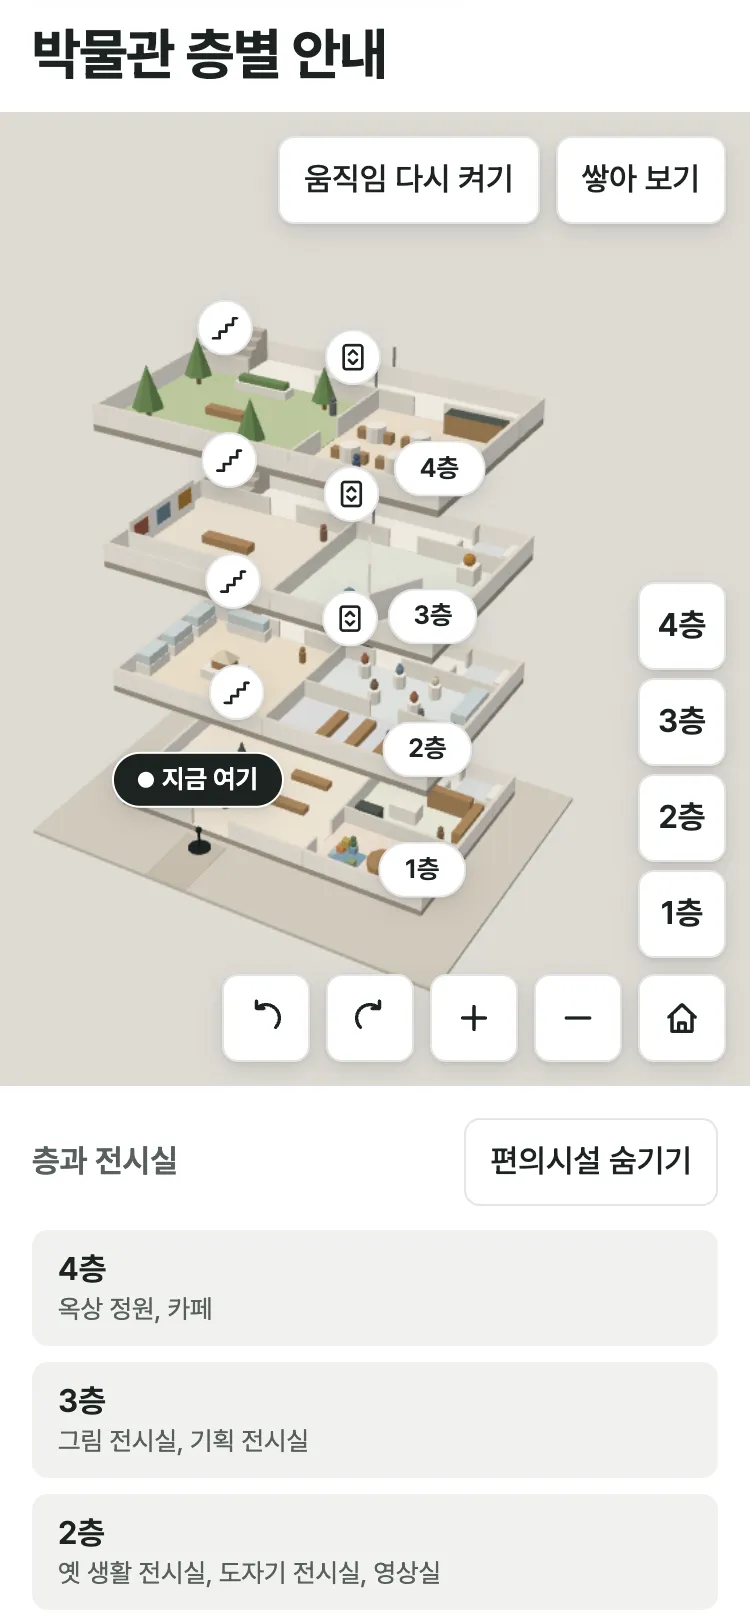 박물관 층별 안내
움직임 다시 켜기
쌓아 보기
4층
3층
2층
지금 여기
1층
4층
3층
2층
1층
층과 전시실
편의시설 숨기기
4층
옥상 정원, 카페
3층
그림 전시실, 기획 전시실
2층
옛 생활 전시실, 도자기 전시실, 영상실